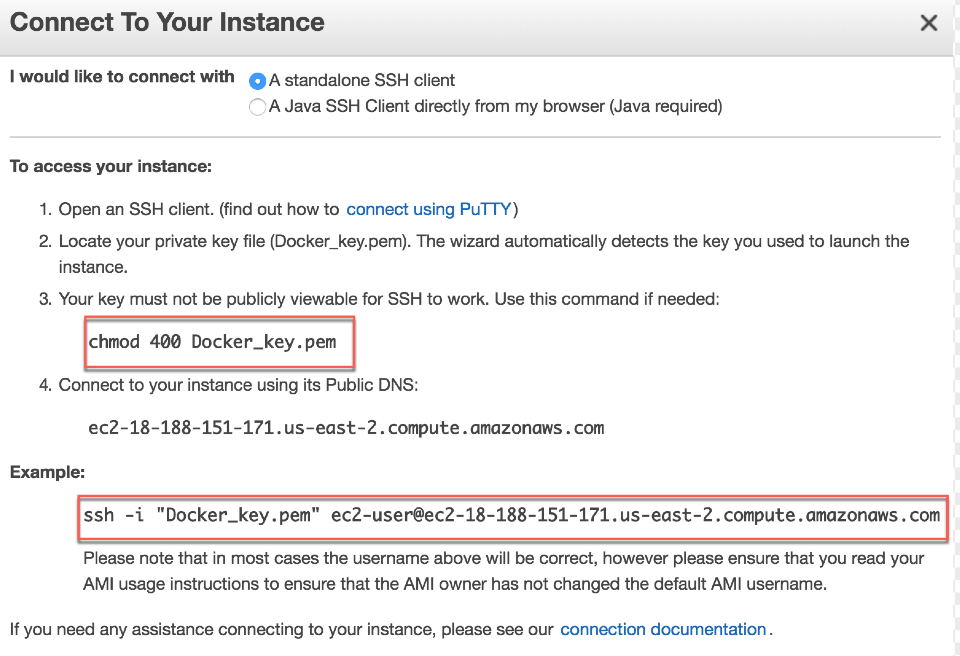 Connect To Your Instance
I would like to connect with
A standalone SSH client
A Java SSH Client directly from my browser (Java required)
To access your instance:
1. Open an SSH client. (find out how to connect using PuTTY)
2. Locate your private key file (Docker_key.pem). The wizard automatically detects the key you used to launch the
instance.
3. Your key must not be publicly viewable for SSH to work. Use this command if needed:
chmod 400 Docker_key.pem
4. Connect to your instance using its Public DNS:
ec2-18-188-151-171.us-east-2.compute.amazonaws.com
Example:
ssh -i "Docker_key.pem" ec2-user@ec2-18-188-151-171.us-east-2.compute.amazonaws.com
Please note that in most cases the username above will be correct, however please ensure that you read your
AMI usage instructions to ensure that the AMI owner has not changed the default AMI username.
If you need any assistance connecting to your instance, please see our connection documentation.